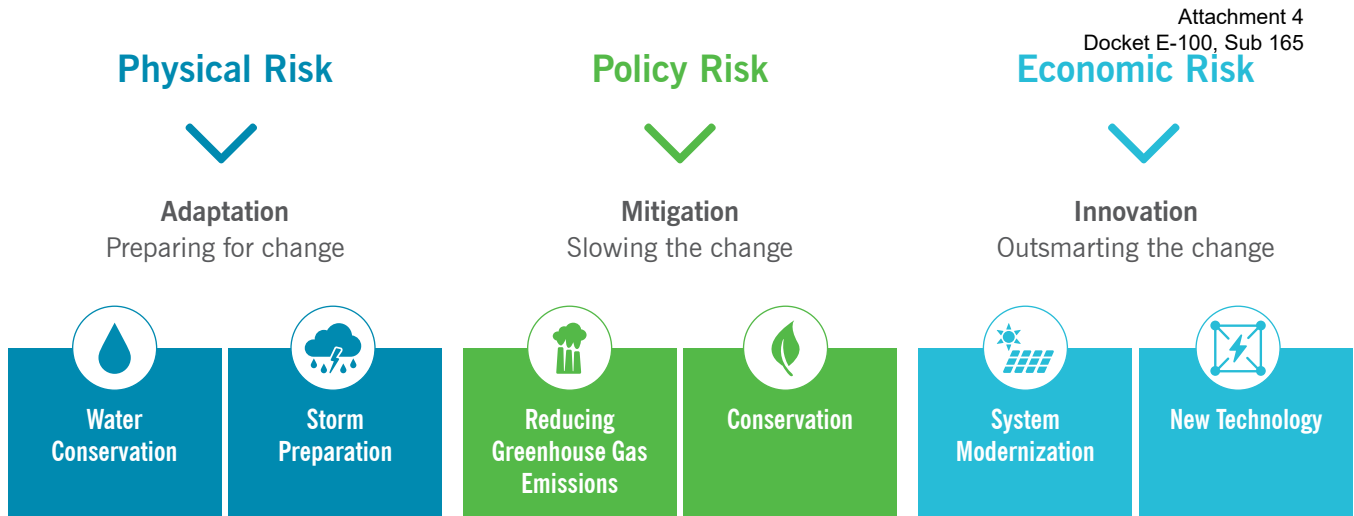 Attachment 4
Docket E-100, Sub 165
Physical Risk
Adaptation
Preparing for change
Water
Conservation
Storm
Preparation
Policy Risk
Mitigation
Slowing the change
Reducing
Greenhouse Gas
Emissions
Conservation
Economic Risk
Innovation
Outsmarting the change
System
Modernization
New Technology